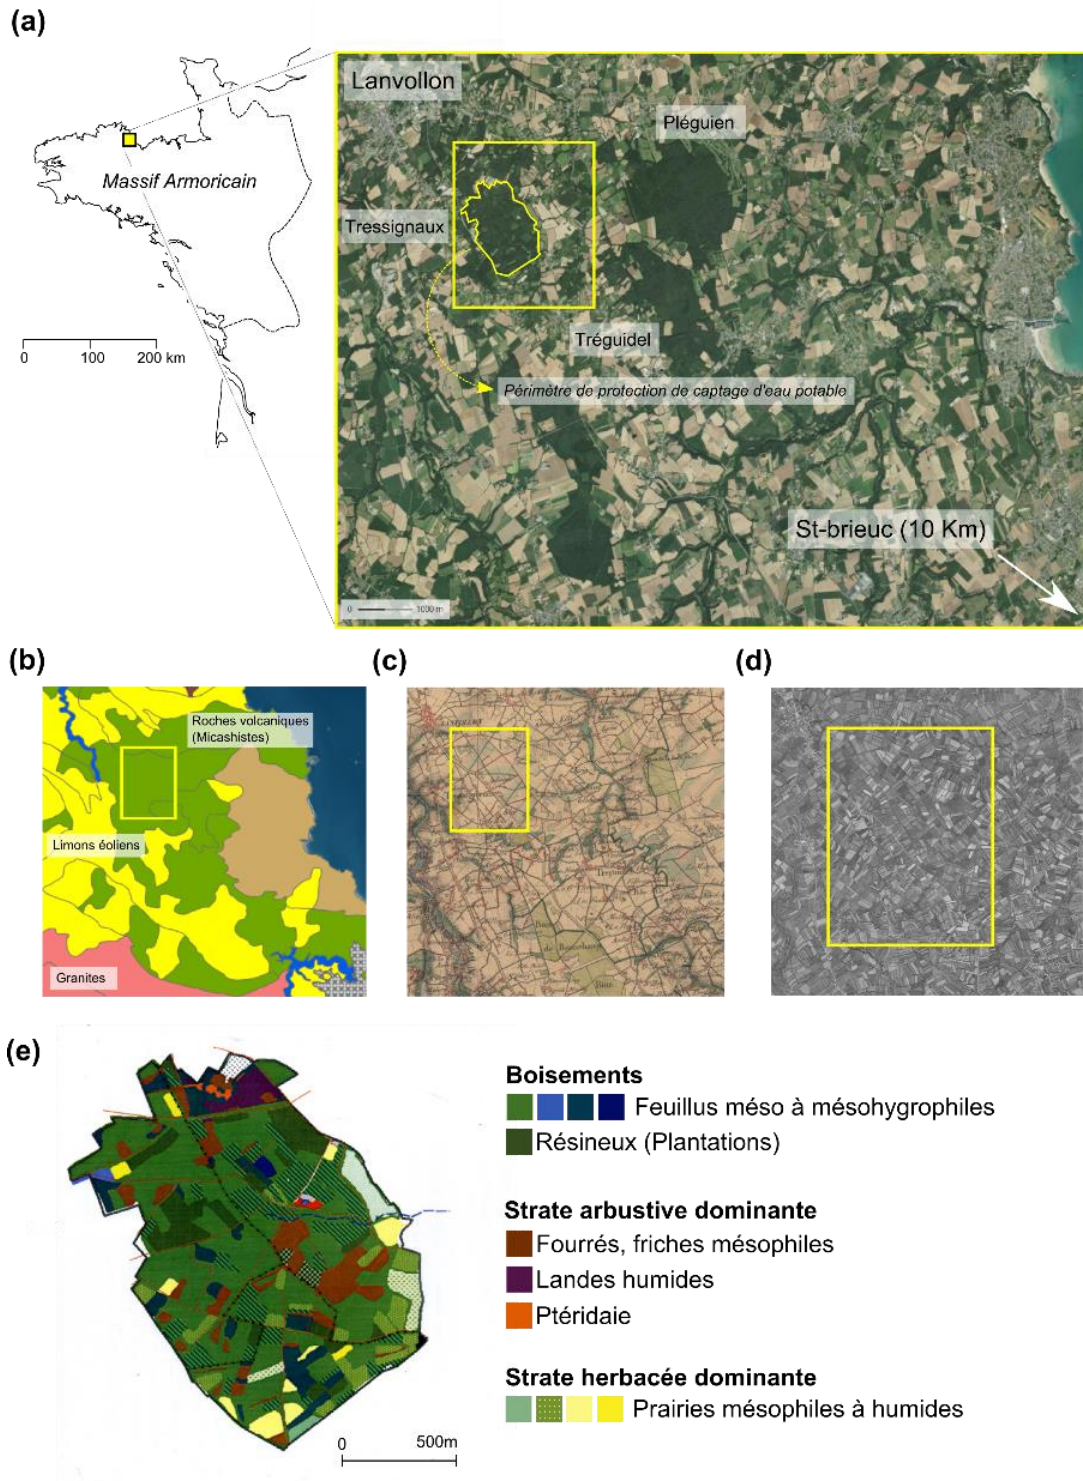 (a)
Lanvollon
Pléguien
Massif Armoricain
Tressignaux
0 100 200 km
Tréguidel
Périmètre de protection de captage d'eau potable
St-brieuc (10 Km)
0 1000 m
(b)
(c)
(d)
Roches volcaniques
(Micashistes)
Limons éoliens
Granites
(e)
Boisements
Feuillus méso à mésohygrophiles
Résineux (Plantations)
Strate arbustive dominante
Fourrés, friches mésophiles
Landes humides
Ptéridaie
Strate herbacée dominante
Prairies mésophiles à humides
0 500m